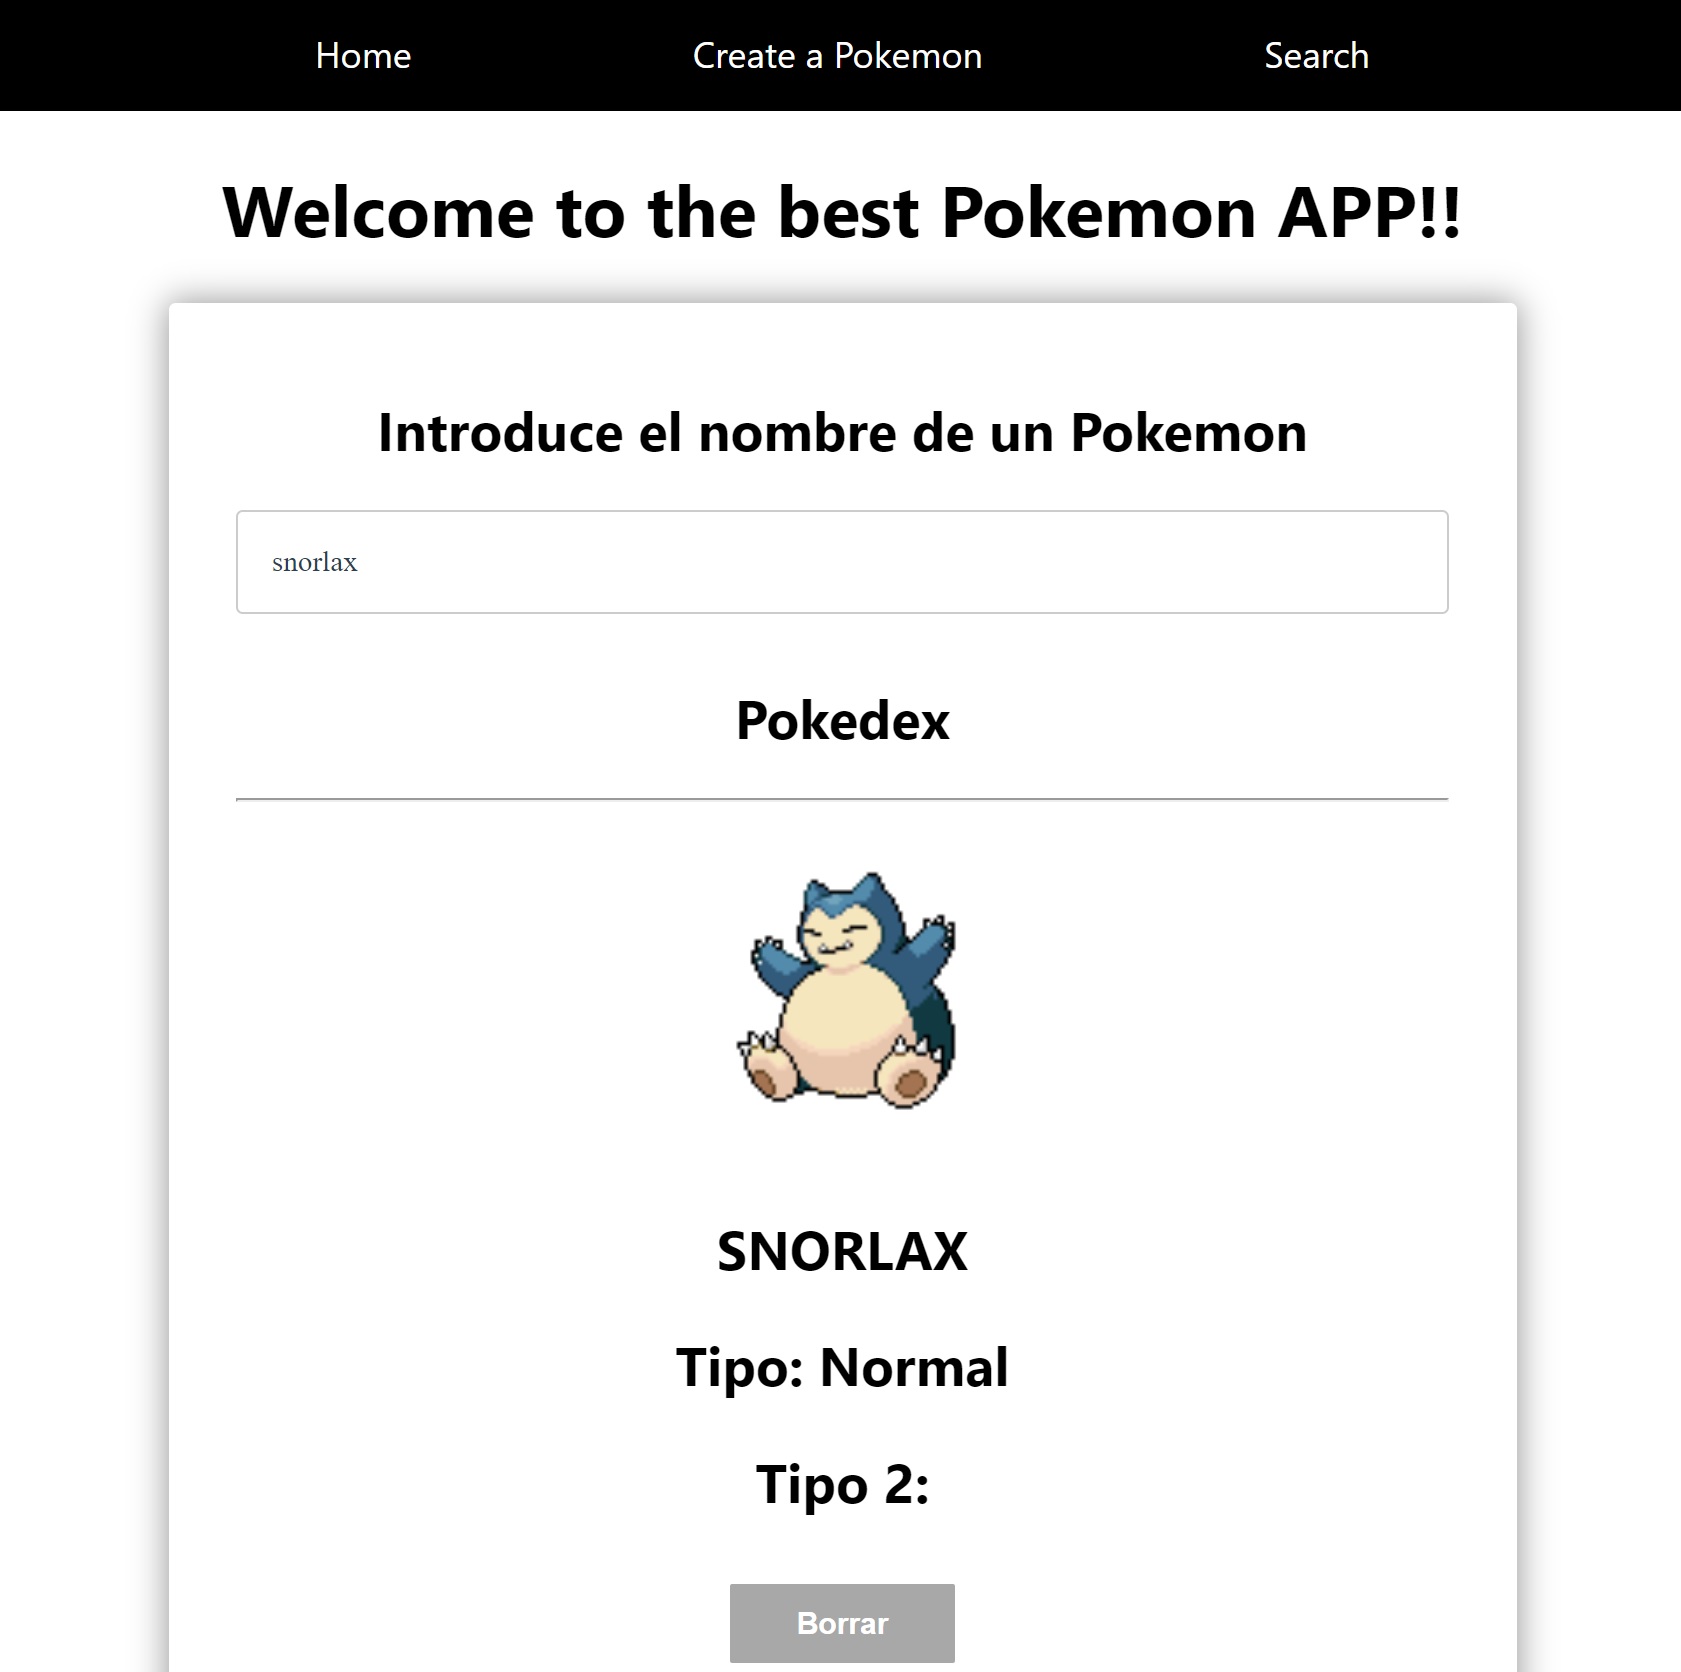 Home Create a Pokemon Search
Welcome to the best Pokemon APP!!
Introduce el nombre de un Pokemon
snorlax
Pokedex
SNORLAX
Tipo: Normal
Tipo 2:
Borrar